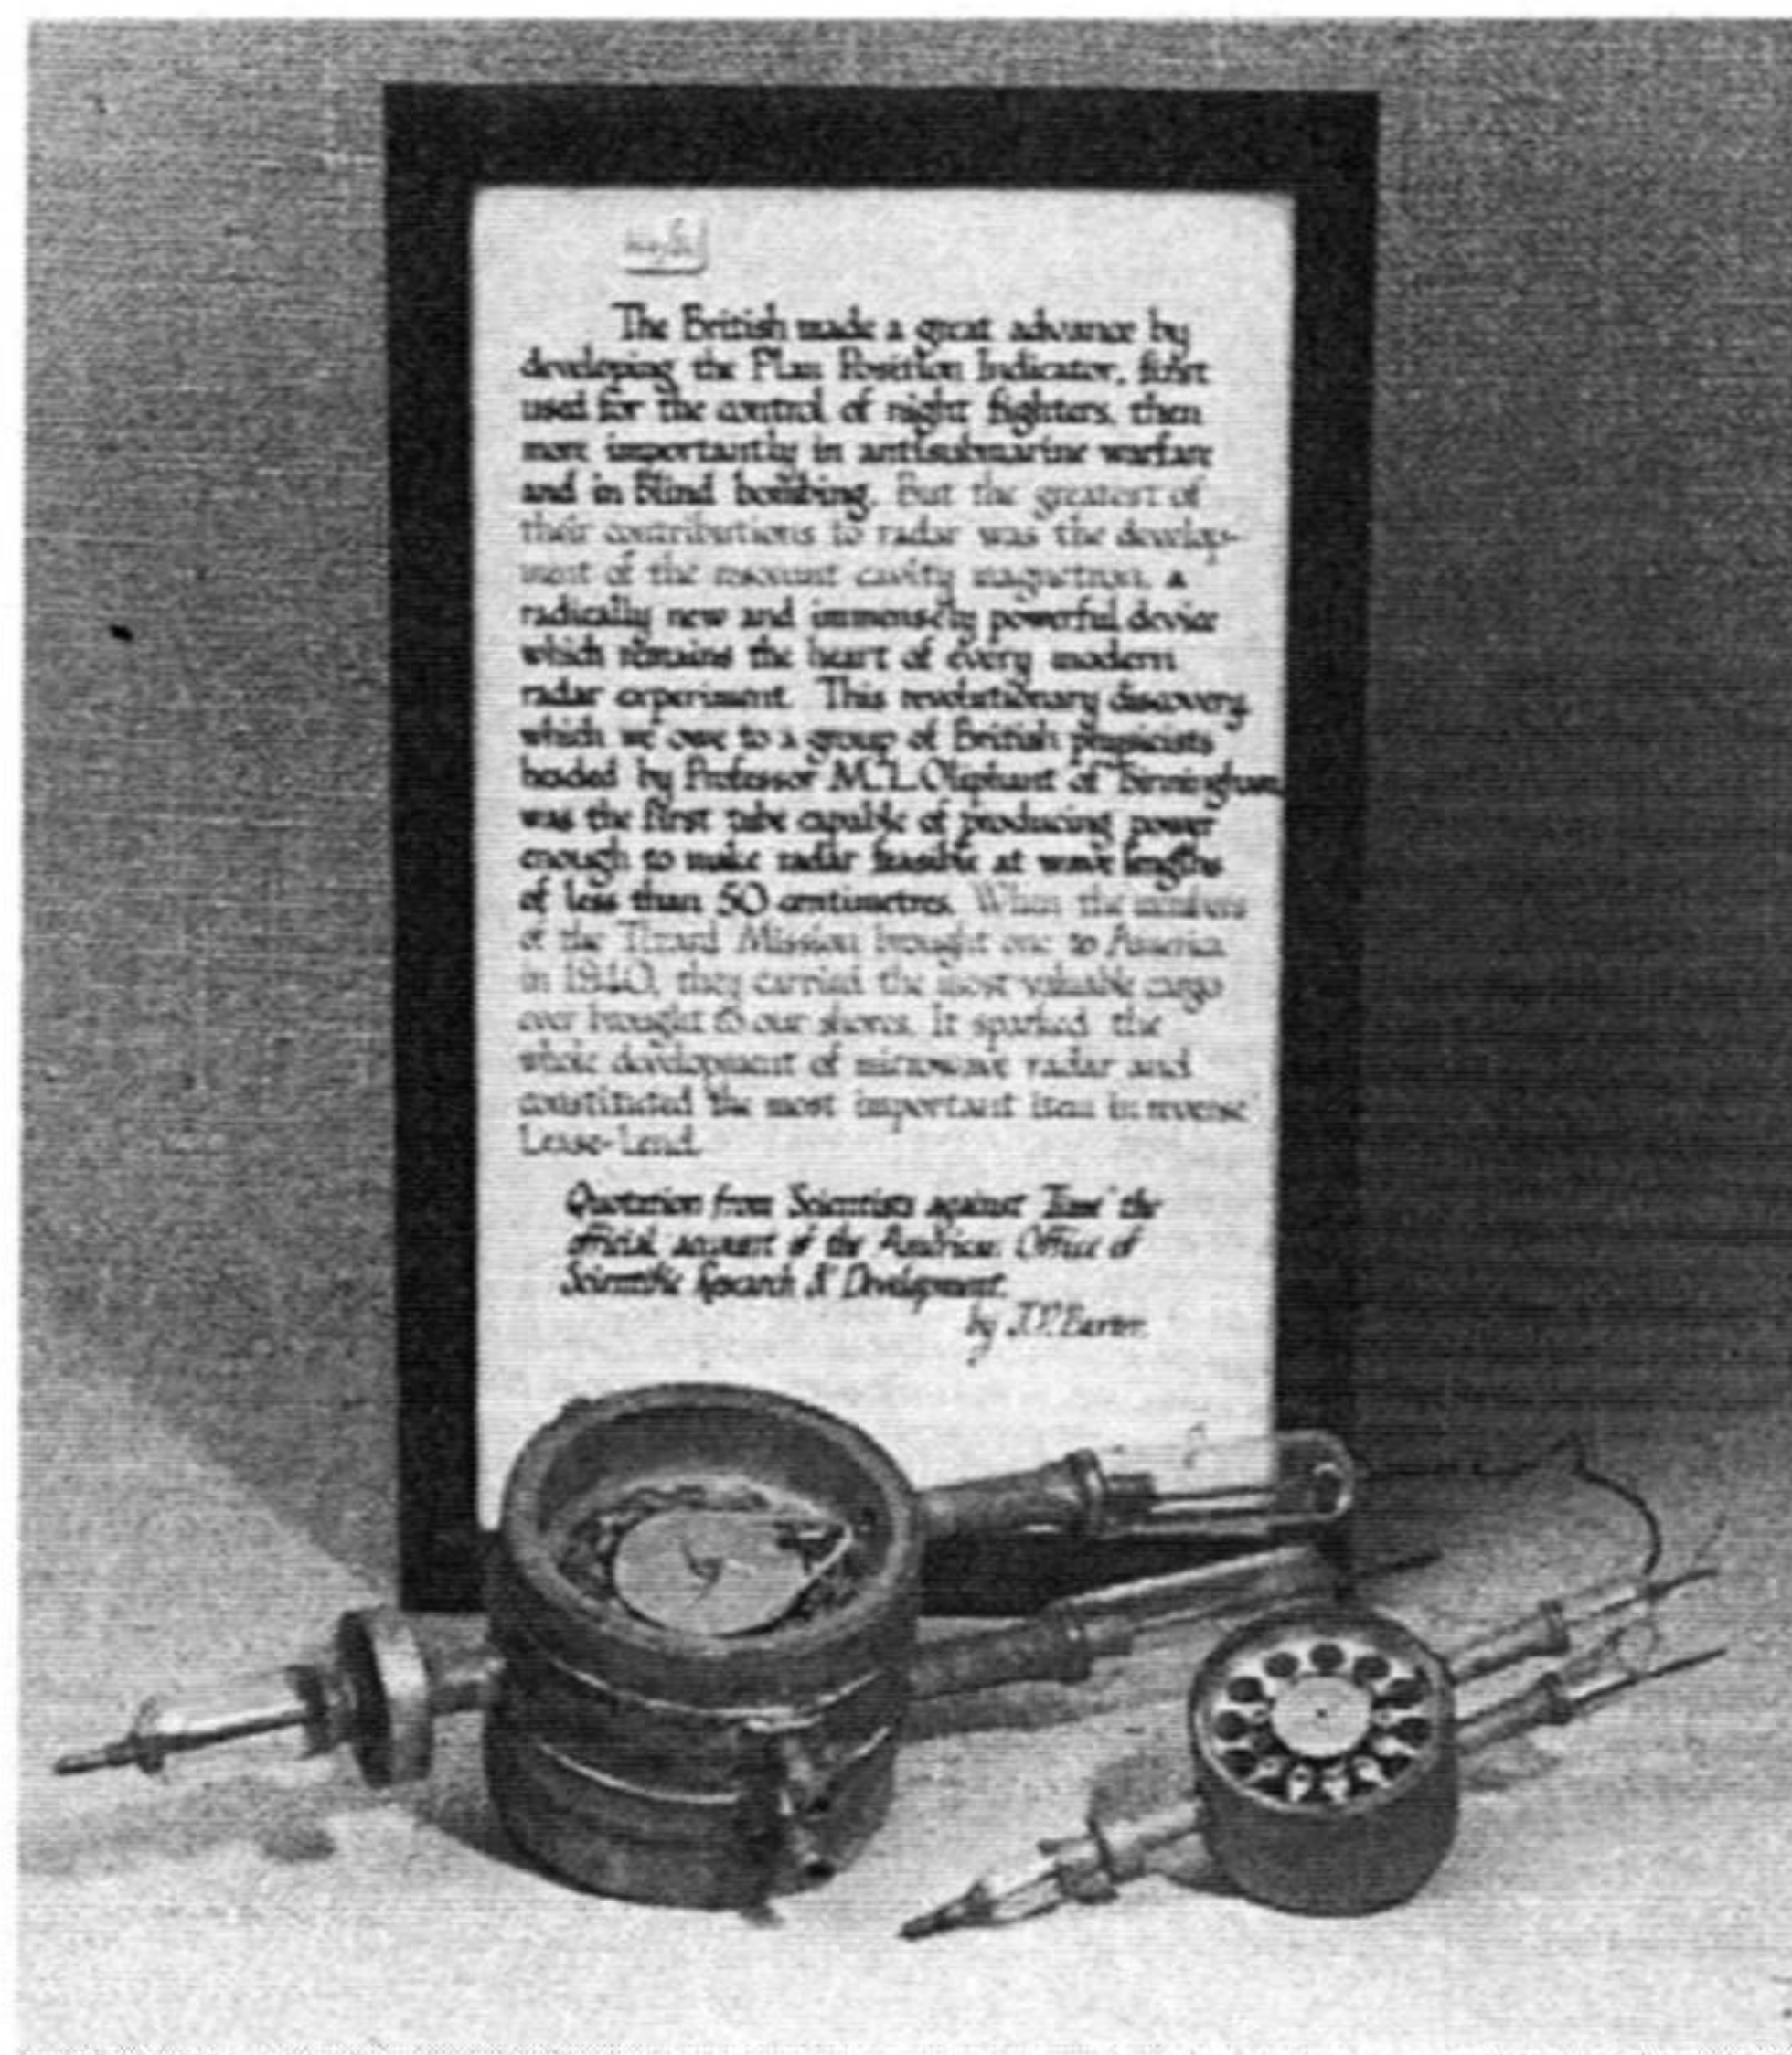 The British made a great advance by
developing the Plan Position Indicator, first
used for the control of night fighters, then
more importantly in antisubmarine warfare
and in Blind bombing. But the greatest of
their contributions to radar was the develop-
ment of the resonant cavity magnetron, a
radically new and immensely powerful device
which remains the heart of every modern
radar experiment. This revolutionary discovery,
which we owe to a group of British physicists
headed by Professor M.L. Oliphant of Birmingham
was the first tube capable of producing power
enough to make radar feasible at wave lengths
of less than 50 centimetres. When the members
of the Tizard Mission brought one to America
in 1940, they carried the most valuable cargo
ever brought to our shores. It sparked the
whole development of microwave radar and
constituted the most important item in reverse
Lease-Lend.
Quotation from 'Scientists against Time' the
official account of the American Office of
Scientific Research & Development.
by J.P. Baxter.